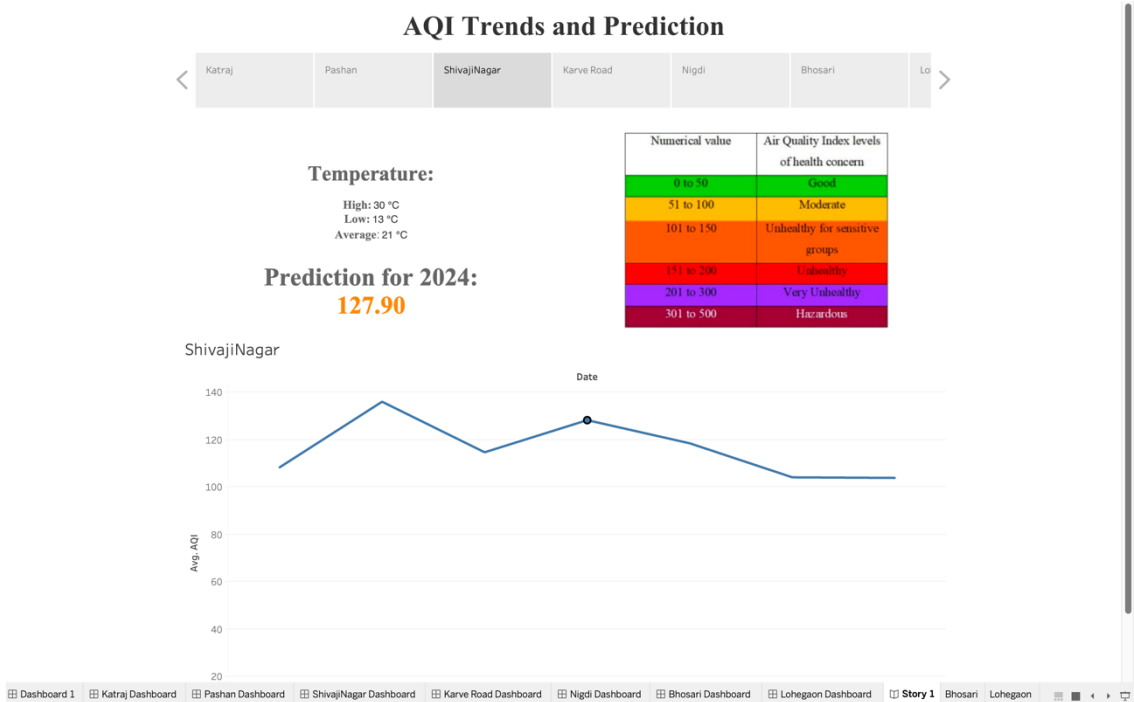 AQI Trends and Prediction
Katraj
Pashan
ShivajiNagar
Karve Road
Nigdi
Bhosari
Lo
Temperature:
High: 30 °C
Low: 13 °C
Average: 21 °C
Prediction for 2024:
127.90
Numerical value Air Quality Index levels
of health concern
0 to 50 Good
51 to 100 Moderate
101 to 150 Unhealthy for sensitive
groups
151 to 200 Unhealthy
201 to 300 Very Unhealthy
301 to 500 Hazardous
ShivajiNagar
Date
140
120
100
80
60
40
20
Avg. AQI
Dashboard 1
Katraj Dashboard
Pashan Dashboard
ShivajiNagar Dashboard
Karve Road Dashboard
Nigdi Dashboard
Bhosari Dashboard
Lohegaon Dashboard
Story 1
Bhosari
Lohegaon